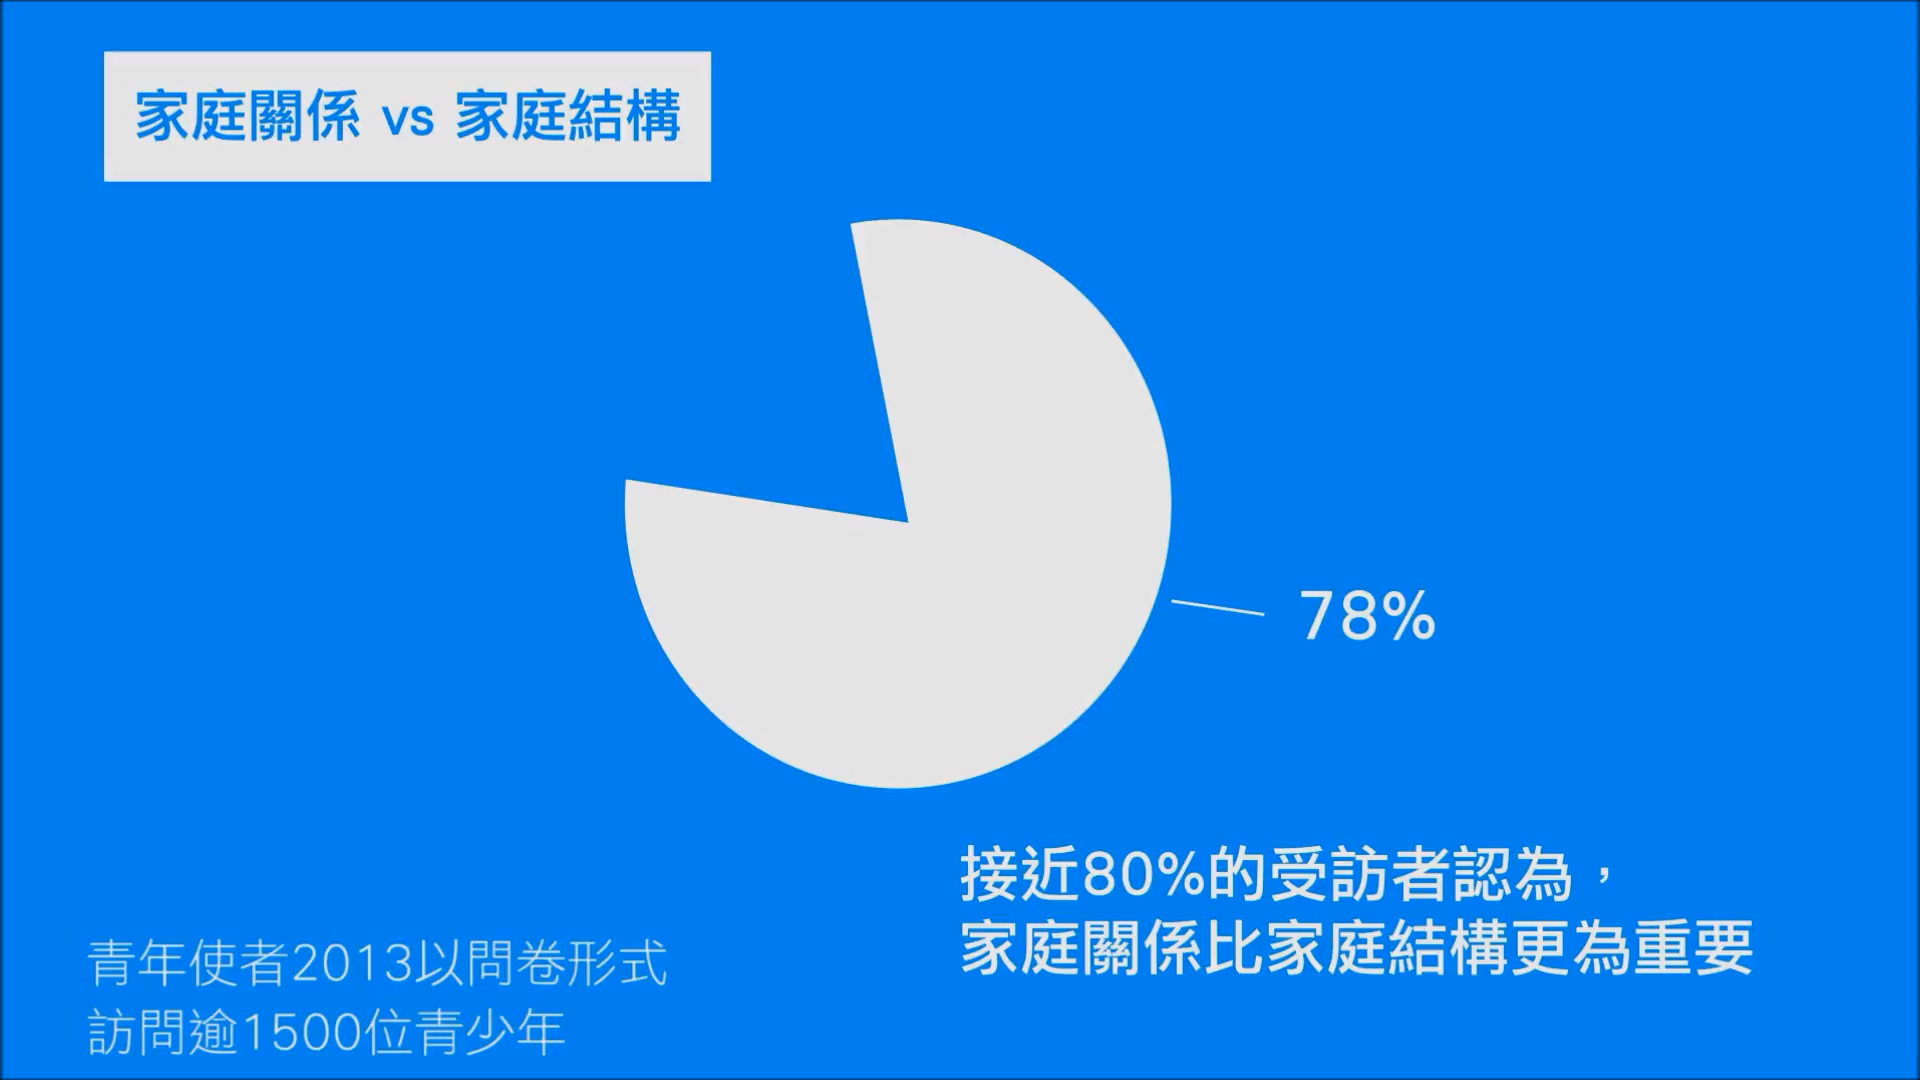 家庭關係 vs 家庭結構
78%
接近80%的受訪者認為，
家庭關係比家庭結構更為重要
青年使者2013以問卷形式
訪問逾1500位青少年